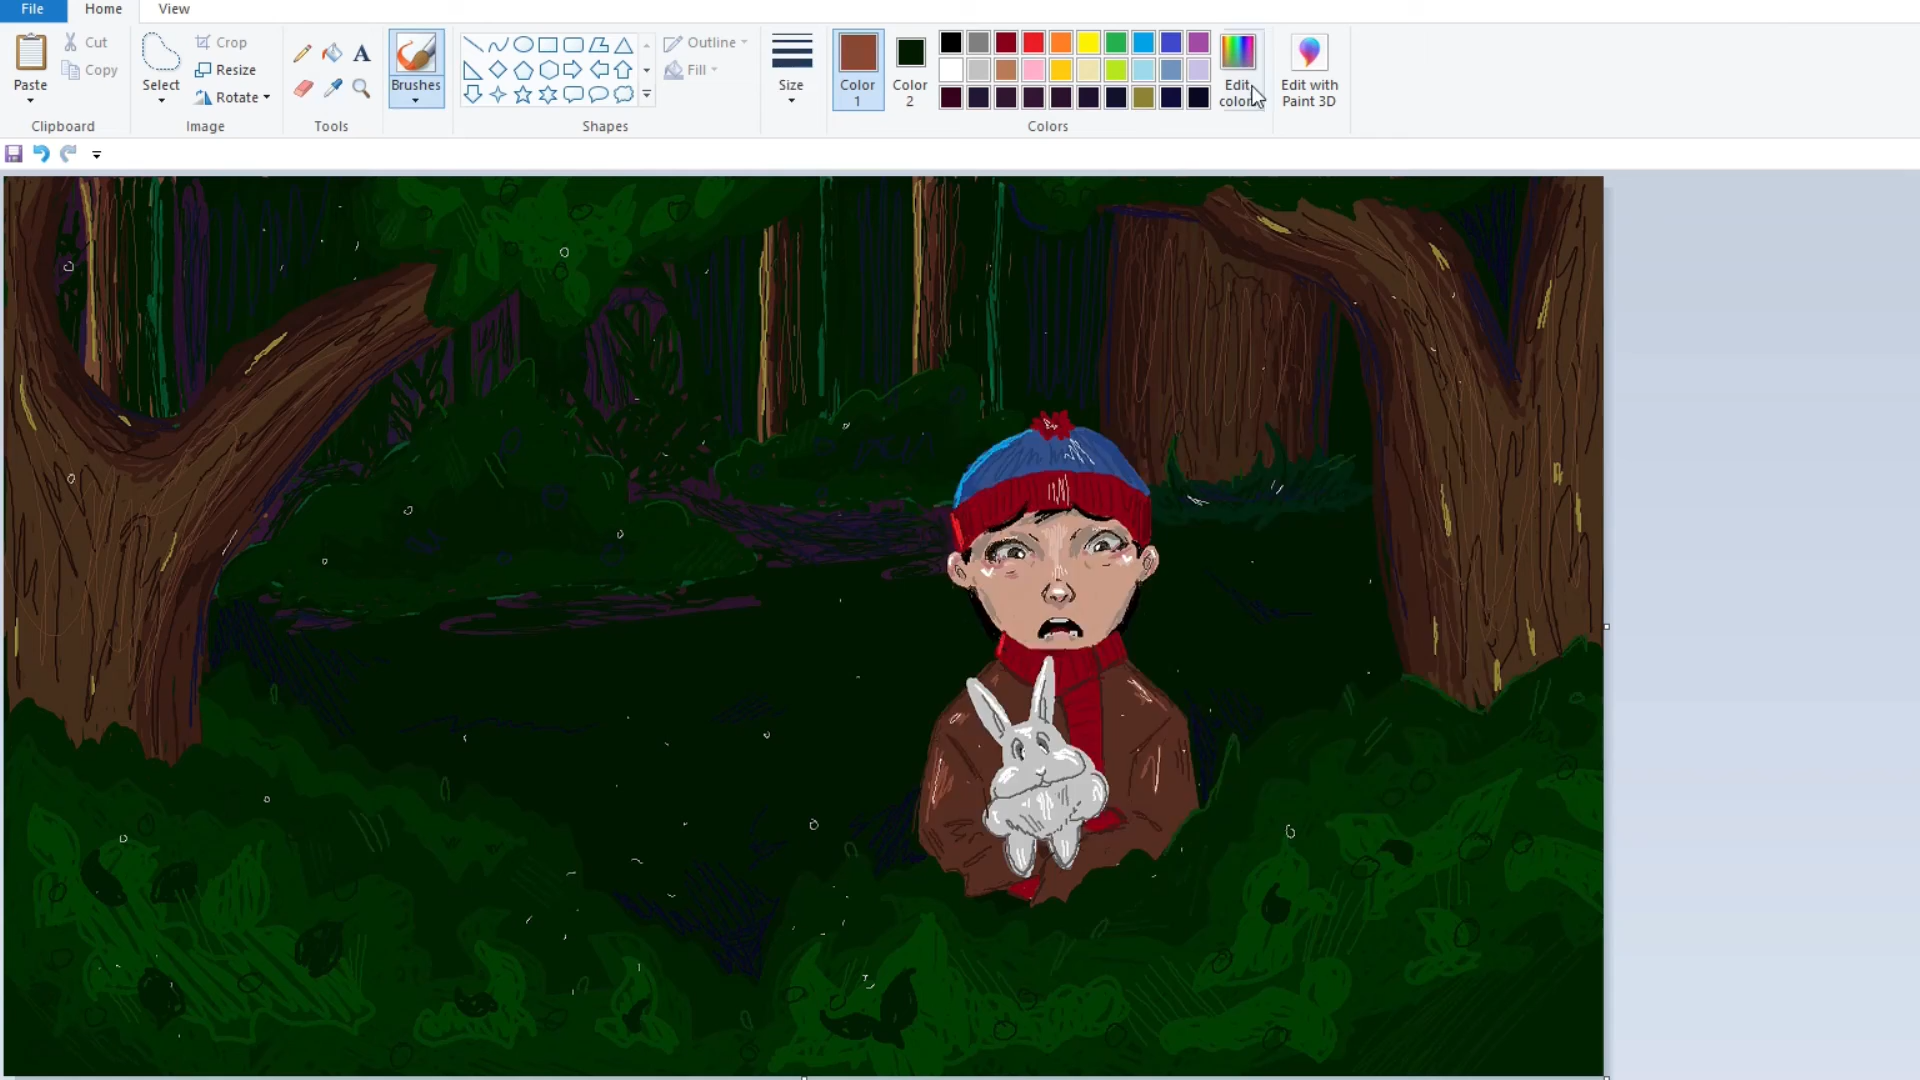 File Home View
Paste
Cut
Copy
Clipboard
Select
Crop
Resize
Rotate
Image
A
Tools
Brushes
Shapes
Outline
Fill
Size
Color
1
Color
2
Edit
colors
Colors
Edit with
Paint 3D